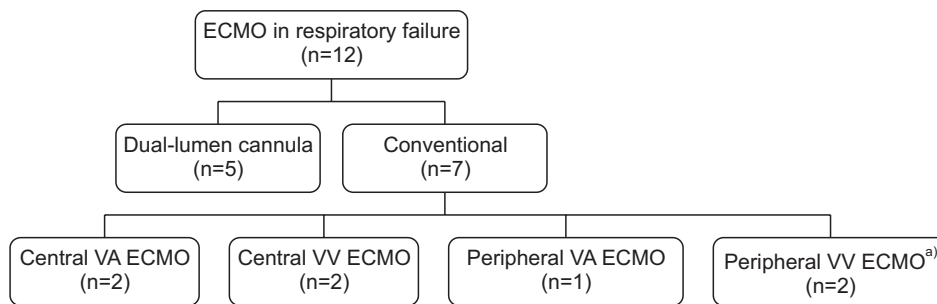 ECMO in respiratory failure
(n=12)
Dual-lumen cannula
(n=5)
Conventional
(n=7)
Central VA ECMO
(n=2)
Central VV ECMO
(n=2)
Peripheral VA ECMO
(n=1)
Peripheral VV ECMOᵃ⁾
(n=2)